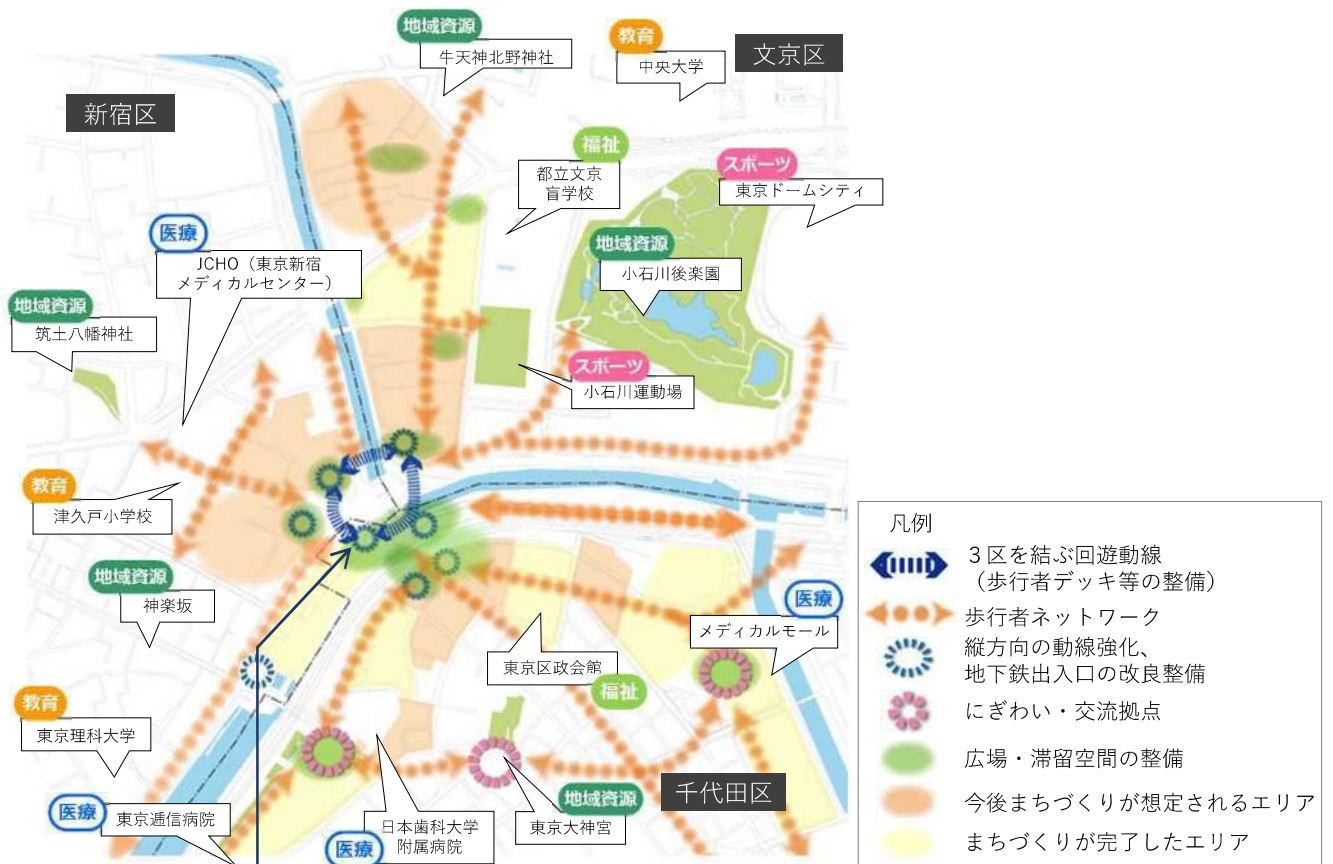 地域資源
牛天神北野神社
教育
中央大学
文京区
新宿区
福祉
都立文京
盲学校
スポーツ
東京ドームシティ
医療
JCHO（東京新宿
メディカルセンター）
地域資源
小石川後楽園
地域資源
筑土八幡神社
スポーツ
小石川運動場
教育
津久戸小学校
地域資源
神楽坂
医療
メディカルモール
東京区政会館
福祉
教育
東京理科大学
医療
東京逓信病院
日本歯科大学
附属病院
医療
地域資源
東京大神宮
千代田区
凡例
３区を結ぶ回遊動線
（歩行者デッキ等の整備）
歩行者ネットワーク
縦方向の動線強化、
地下鉄出入口の改良整備
にぎわい・交流拠点
広場・滞留空間の整備
今後まちづくりが想定されるエリア
まちづくりが完了したエリア